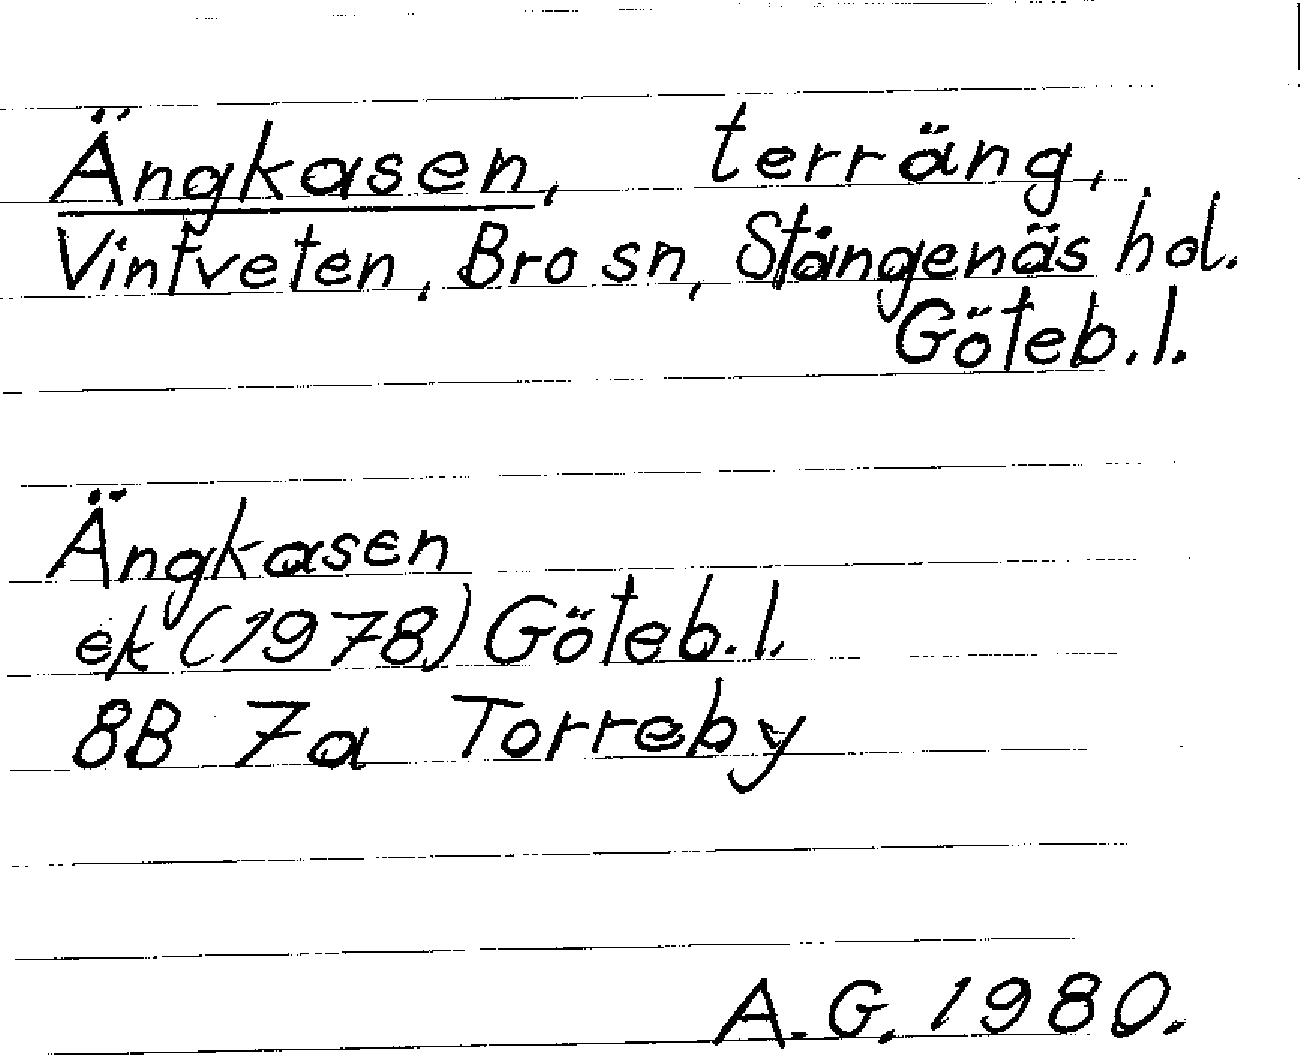 Ängkasen, terräng,
Vintveten, Bro sn, Stångenäs hd.
Göteb. l.
Ängkasen
ek (1978) Göteb. l.
8B 7a Torreby
A. G. 1980.